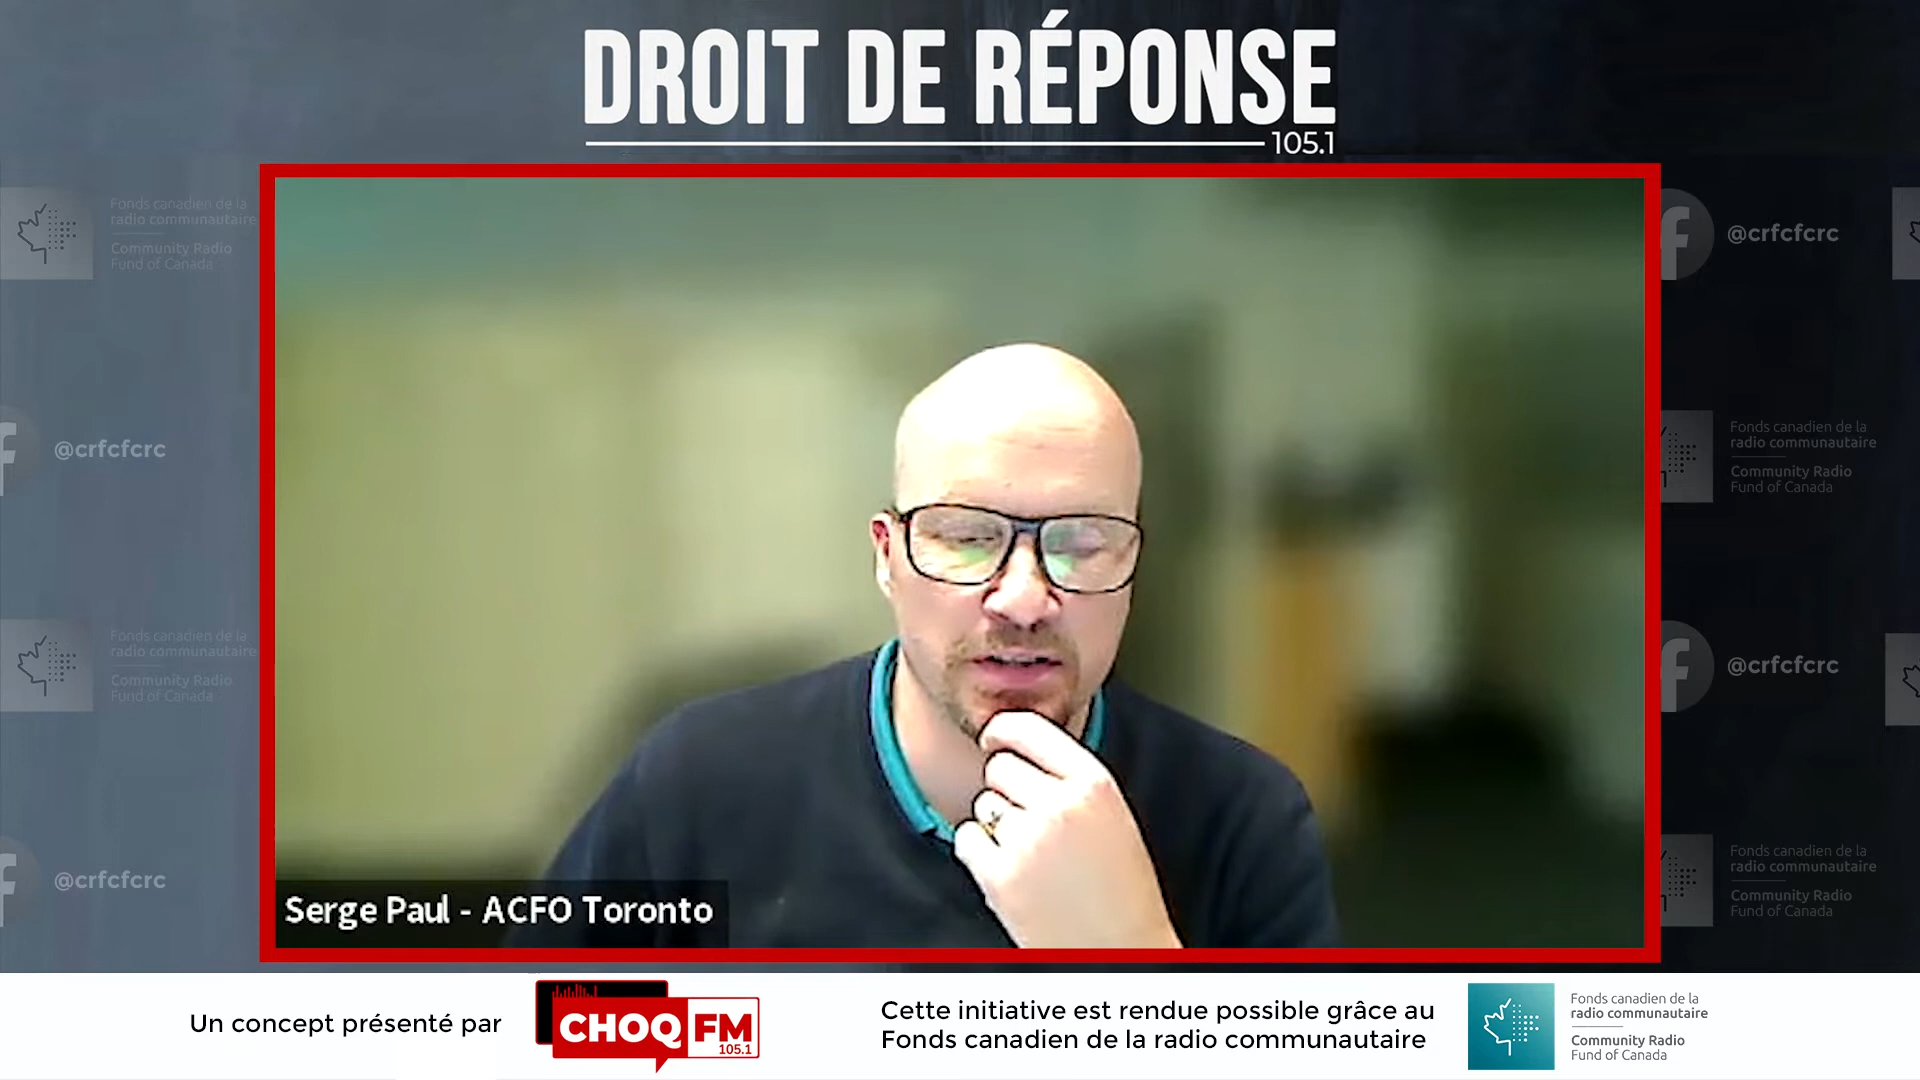 DROIT DE RÉPONSE
105.1
Fonds canadien de la
radio communautaire
Community Radio
Fund of Canada
@crfcfcrc
Fonds canadien de la
radio communautaire
Community Radio
Fund of Canada
@crfcfcrc
@crfcfcrc
Fonds canadien de la
radio communautaire
Community Radio
Fund of Canada
@crfcfcrc
Fonds canadien de la
radio communautaire
Community Radio
Fund of Canada
Serge Paul - ACFO Toronto
Un concept présenté par
CHOQ FM
105.1
Cette initiative est rendue possible grâce au
Fonds canadien de la radio communautaire
Fonds canadien de la
radio communautaire
Community Radio
Fund of Canada